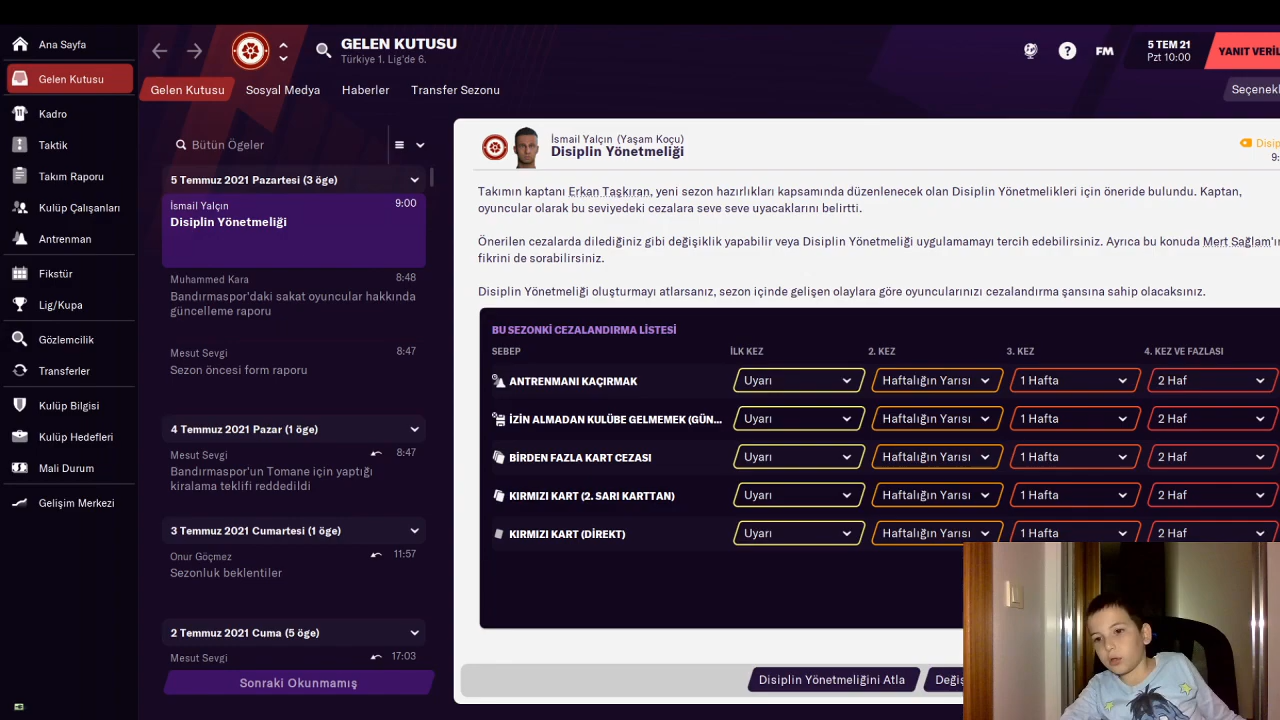 Ana Sayfa
Gelen Kutusu
Kadro
Taktik
Takım Raporu
Kulüp Çalışanları
Antrenman
Fikstür
Lig/Kupa
Gözlemcilik
Transferler
Kulüp Bilgisi
Kulüp Hedefleri
Mali Durum
Gelişim Merkezi
GELEN KUTUSU
Türkiye 1. Lig'de 6.
FM
5 TEM 21
Pzt 10:00
YANIT VERİL
Gelen Kutusu
Sosyal Medya
Haberler
Transfer Sezonu
Seçenekl
Bütün Ögeler
5 Temmuz 2021 Pazartesi (3 öge)
İsmail Yalçın 9:00
Disiplin Yönetmeliği
Muhammed Kara 8:48
Bandırmaspor'daki sakat oyuncular hakkında
güncelleme raporu
Mesut Sevgi 8:47
Sezon öncesi form raporu
4 Temmuz 2021 Pazar (1 öge)
Mesut Sevgi 8:47
Bandırmaspor'un Tomane için yaptığı
kiralama teklifi reddedildi
3 Temmuz 2021 Cumartesi (1 öge)
Onur Göçmez 11:57
Sezonluk beklentiler
2 Temmuz 2021 Cuma (5 öge)
Mesut Sevgi 17:03
Sonraki Okunmamış
İsmail Yalçın (Yaşam Koçu)
Disiplin Yönetmeliği
Disip
9:
Takımın kaptanı Erkan Taşkıran, yeni sezon hazırlıkları kapsamında düzenlenecek olan Disiplin Yönetmelikleri için öneride bulundu. Kaptan,
oyuncular olarak bu seviyedeki cezalara seve seve uyacaklarını belirtti.
Önerilen cezalarda dilediğiniz gibi değişiklik yapabilir veya Disiplin Yönetmeliği uygulamamayı tercih edebilirsiniz. Ayrıca bu konuda Mert Sağlam'ın
fikrini de sorabilirsiniz.
Disiplin Yönetmeliği oluşturmayı atlarsanız, sezon içinde gelişen olaylara göre oyuncularınızı cezalandırma şansına sahip olacaksınız.
BU SEZONKİ CEZALANDIRMA LİSTESİ
SEBEP İLK KEZ 2. KEZ 3. KEZ 4. KEZ VE FAZLASI
ANTRENMANI KAÇIRMAK Uyarı Haftalığın Yarısı 1 Hafta 2 Haf
İZİN ALMADAN KULÜBE GELMEMEK (GÜN... Uyarı Haftalığın Yarısı 1 Hafta 2 Haf
BİRDEN FAZLA KART CEZASI Uyarı Haftalığın Yarısı 1 Hafta 2 Haf
KIRMIZI KART (2. SARI KARTTAN) Uyarı Haftalığın Yarısı 1 Hafta 2 Haf
KIRMIZI KART (DİREKT) Uyarı Haftalığın Yarısı 1 Hafta 2 Haf
Disiplin Yönetmeliğini Atla
Değiş